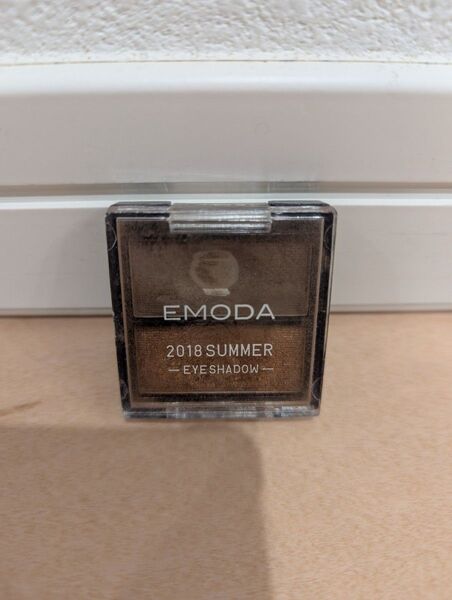 EMODA
2018 SUMMER
— EYESHADOW —